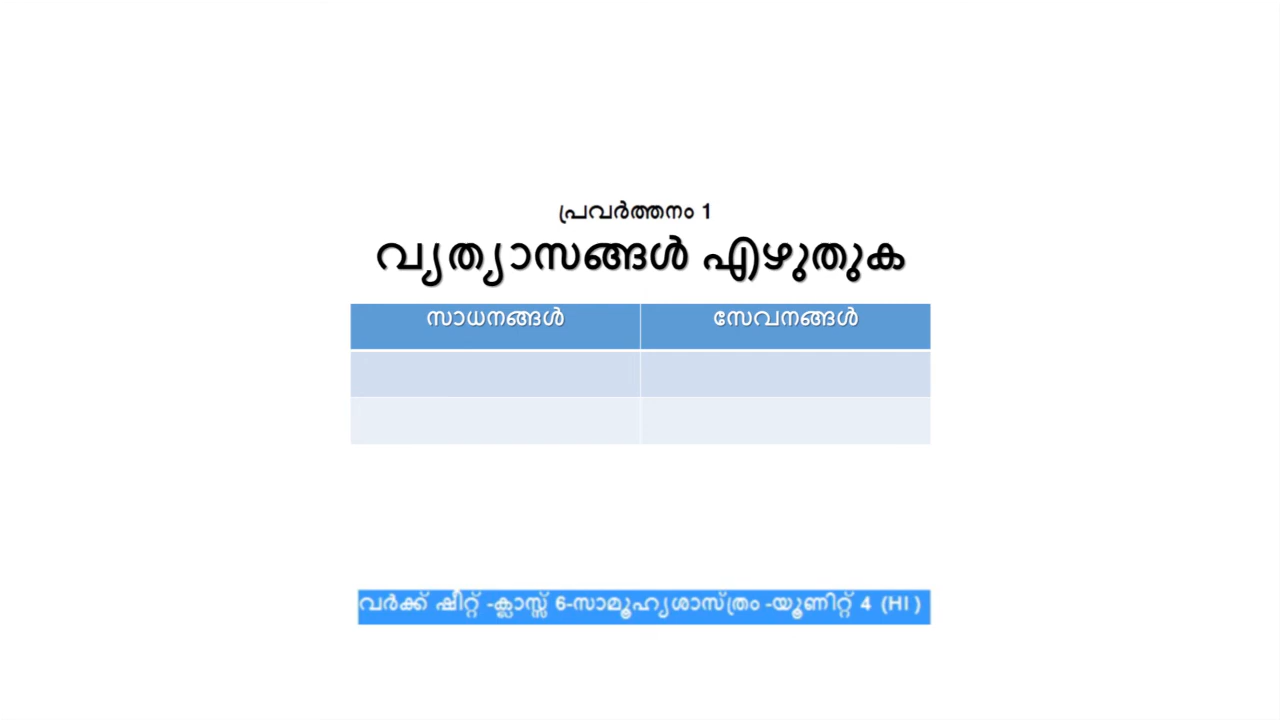 പ്രവർത്തനം 1
വ്യത്യാസങ്ങൾ എഴുതുക
സാധനങ്ങൾ സേവനങ്ങൾ
വർക്ക് ഷീറ്റ് -ക്ലാസ്സ് 6-സാമൂഹ്യശാസ്ത്രം -യൂണിറ്റ് 4 (HI )